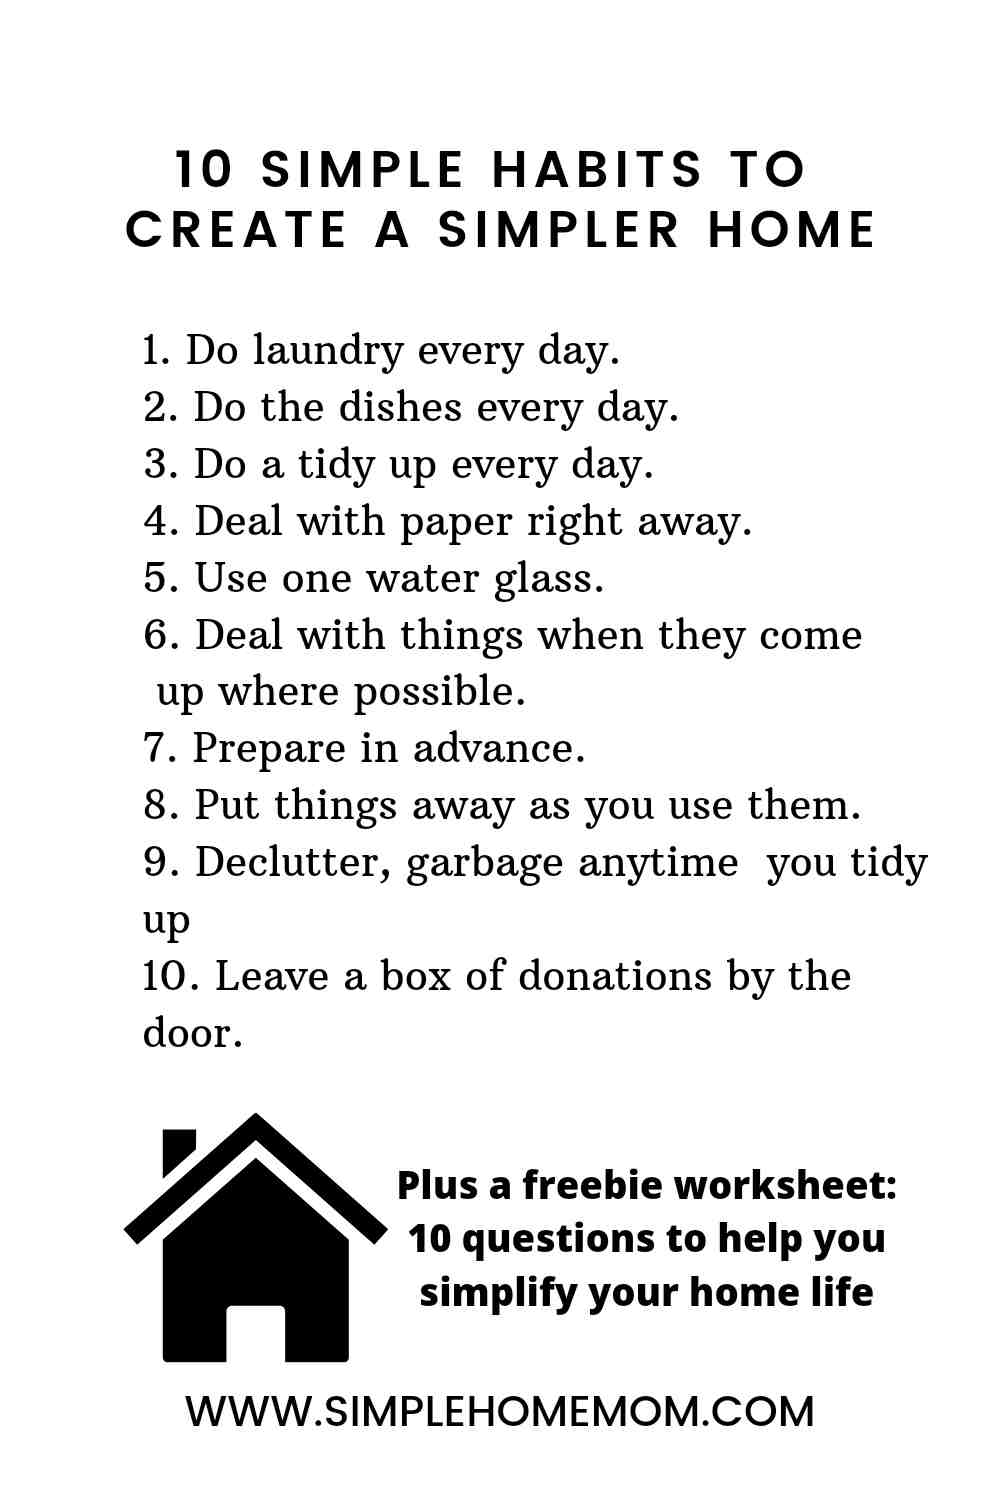 10 SIMPLE HABITS TO
CREATE A SIMPLER HOME
1. Do laundry every day.
2. Do the dishes every day.
3. Do a tidy up every day.
4. Deal with paper right away.
5. Use one water glass.
6. Deal with things when they come
up where possible.
7. Prepare in advance.
8. Put things away as you use them.
9. Declutter, garbage anytime  you tidy
up
10. Leave a box of donations by the
door.
Plus a freebie worksheet:
10 questions to help you
simplify your home life
WWW.SIMPLEHOMEMOM.COM